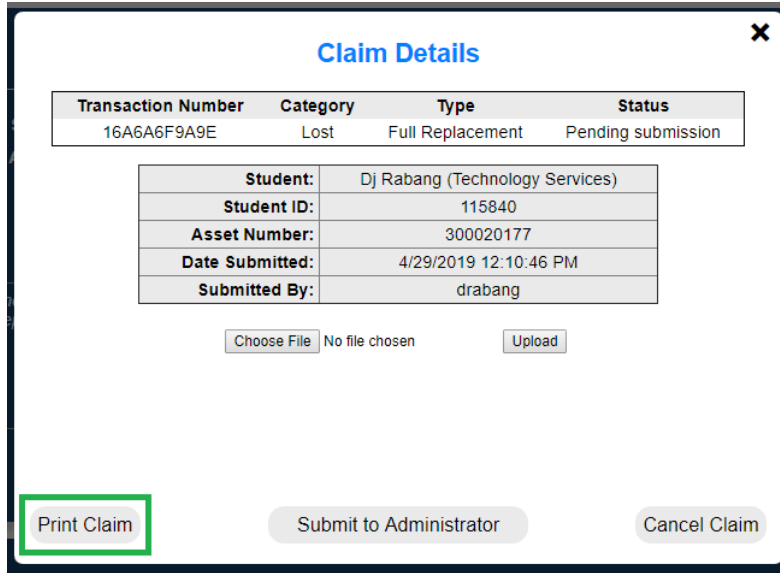 Claim Details
Transaction Number Category Type Status
16A6A6F9A9E Lost Full Replacement Pending submission
Student: Dj Rabang (Technology Services)
Student ID: 115840
Asset Number: 300020177
Date Submitted: 4/29/2019 12:10:46 PM
Submitted By: drabang
Choose File No file chosen Upload
Print Claim Submit to Administrator Cancel Claim